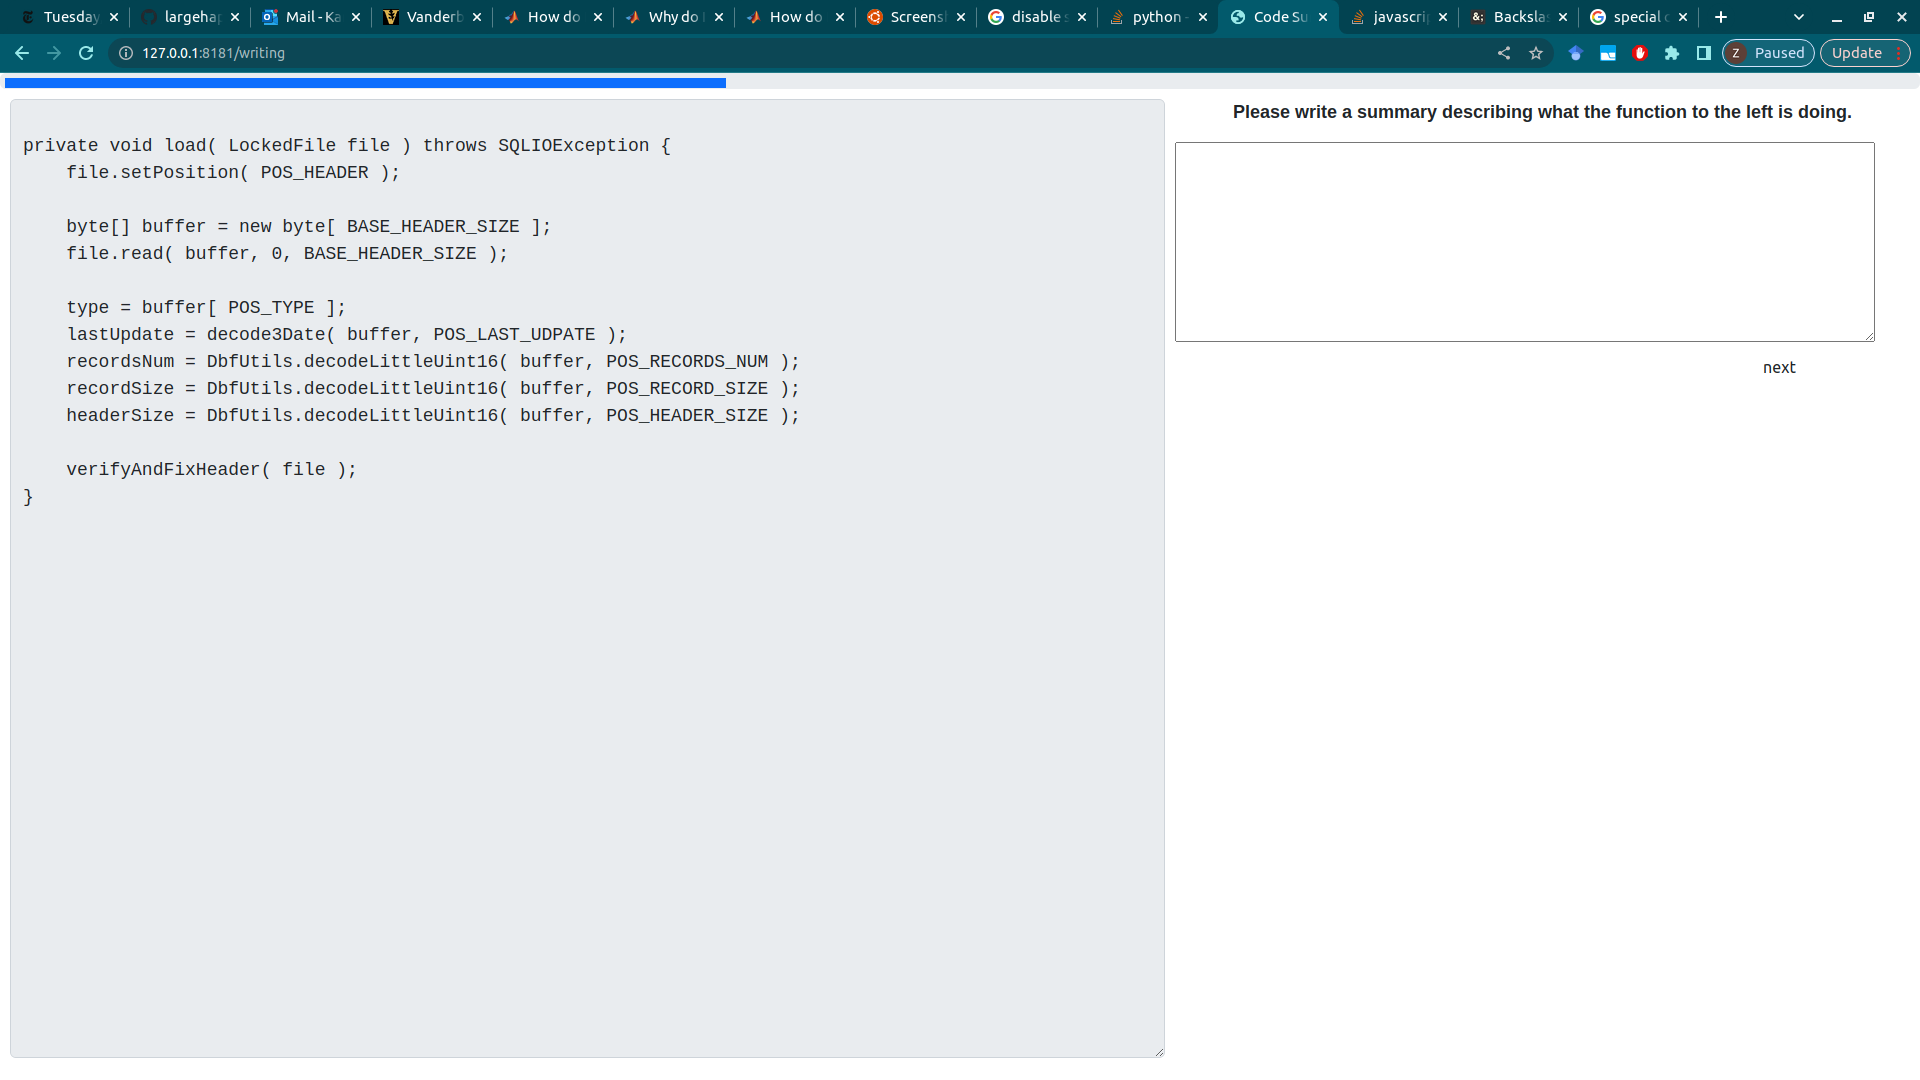 Tuesday
largehap
Mail - Ka
Vanderb
How do
Why do
How do
Screensh
disable s
python -
Code Su
javascrip
Backslas
special c
127.0.0.1:8181/writing
Z Paused
Update
private void load( LockedFile file ) throws SQLIOException {
file.setPosition( POS_HEADER );
byte[] buffer = new byte[ BASE_HEADER_SIZE ];
file.read( buffer, 0, BASE_HEADER_SIZE );
type = buffer[ POS_TYPE ];
lastUpdate = decode3Date( buffer, POS_LAST_UDPATE );
recordsNum = DbfUtils.decodeLittleUint16( buffer, POS_RECORDS_NUM );
recordSize = DbfUtils.decodeLittleUint16( buffer, POS_RECORD_SIZE );
headerSize = DbfUtils.decodeLittleUint16( buffer, POS_HEADER_SIZE );
verifyAndFixHeader( file );
}
Please write a summary describing what the function to the left is doing.
next